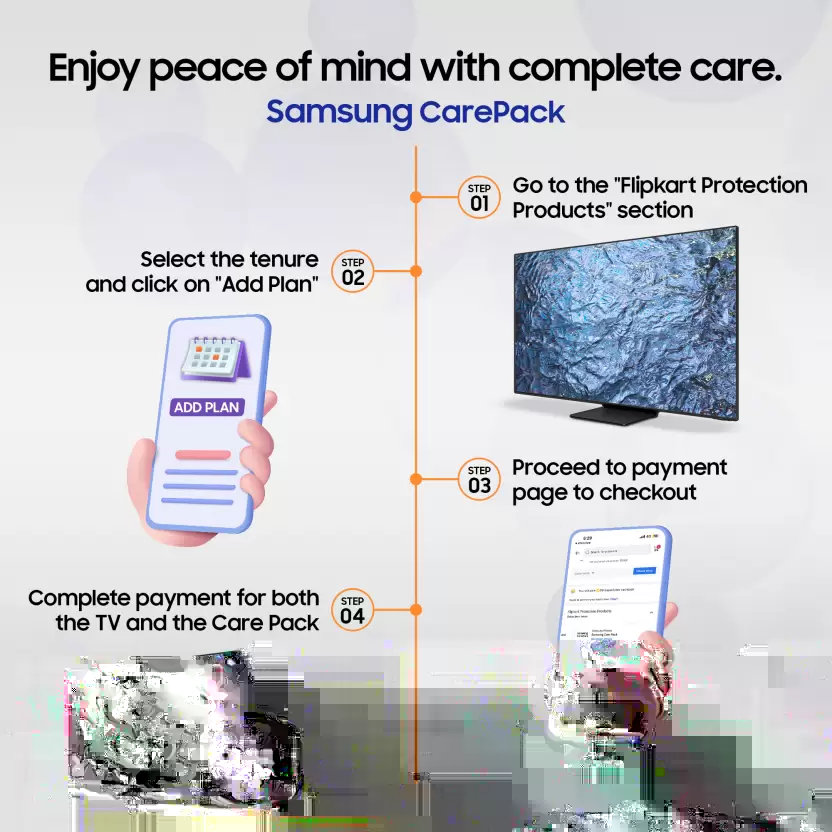 Enjoy peace of mind with complete care.
Samsung CarePack
STEP
01
Go to the "Flipkart Protection
Products" section
Select the tenure
and click on "Add Plan"
STEP
02
ADD PLAN
STEP
03
Proceed to payment
page to checkout
Complete payment for both
the TV and the Care Pack
STEP
04